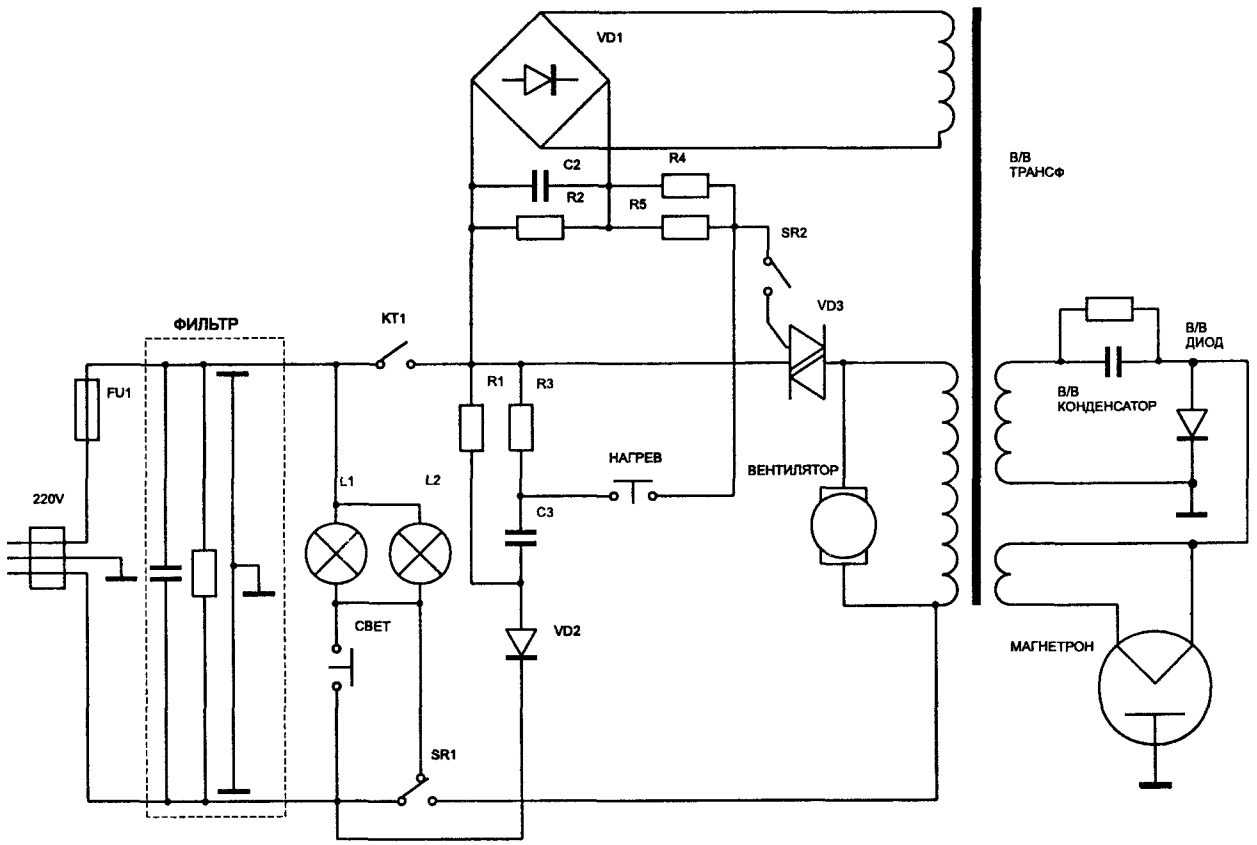 VD1
C2
R4
R2
R5
В/В
ТРАНСФ
SR2
VD3
КТ1
ФИЛЬТР
FU1
R1
R3
В/В
ДИОД
В/В
КОНДЕНСАТОР
НАГРЕВ
ВЕНТИЛЯТОР
L1
L2
220V
C3
СВЕТ
VD2
МАГНЕТРОН
SR1